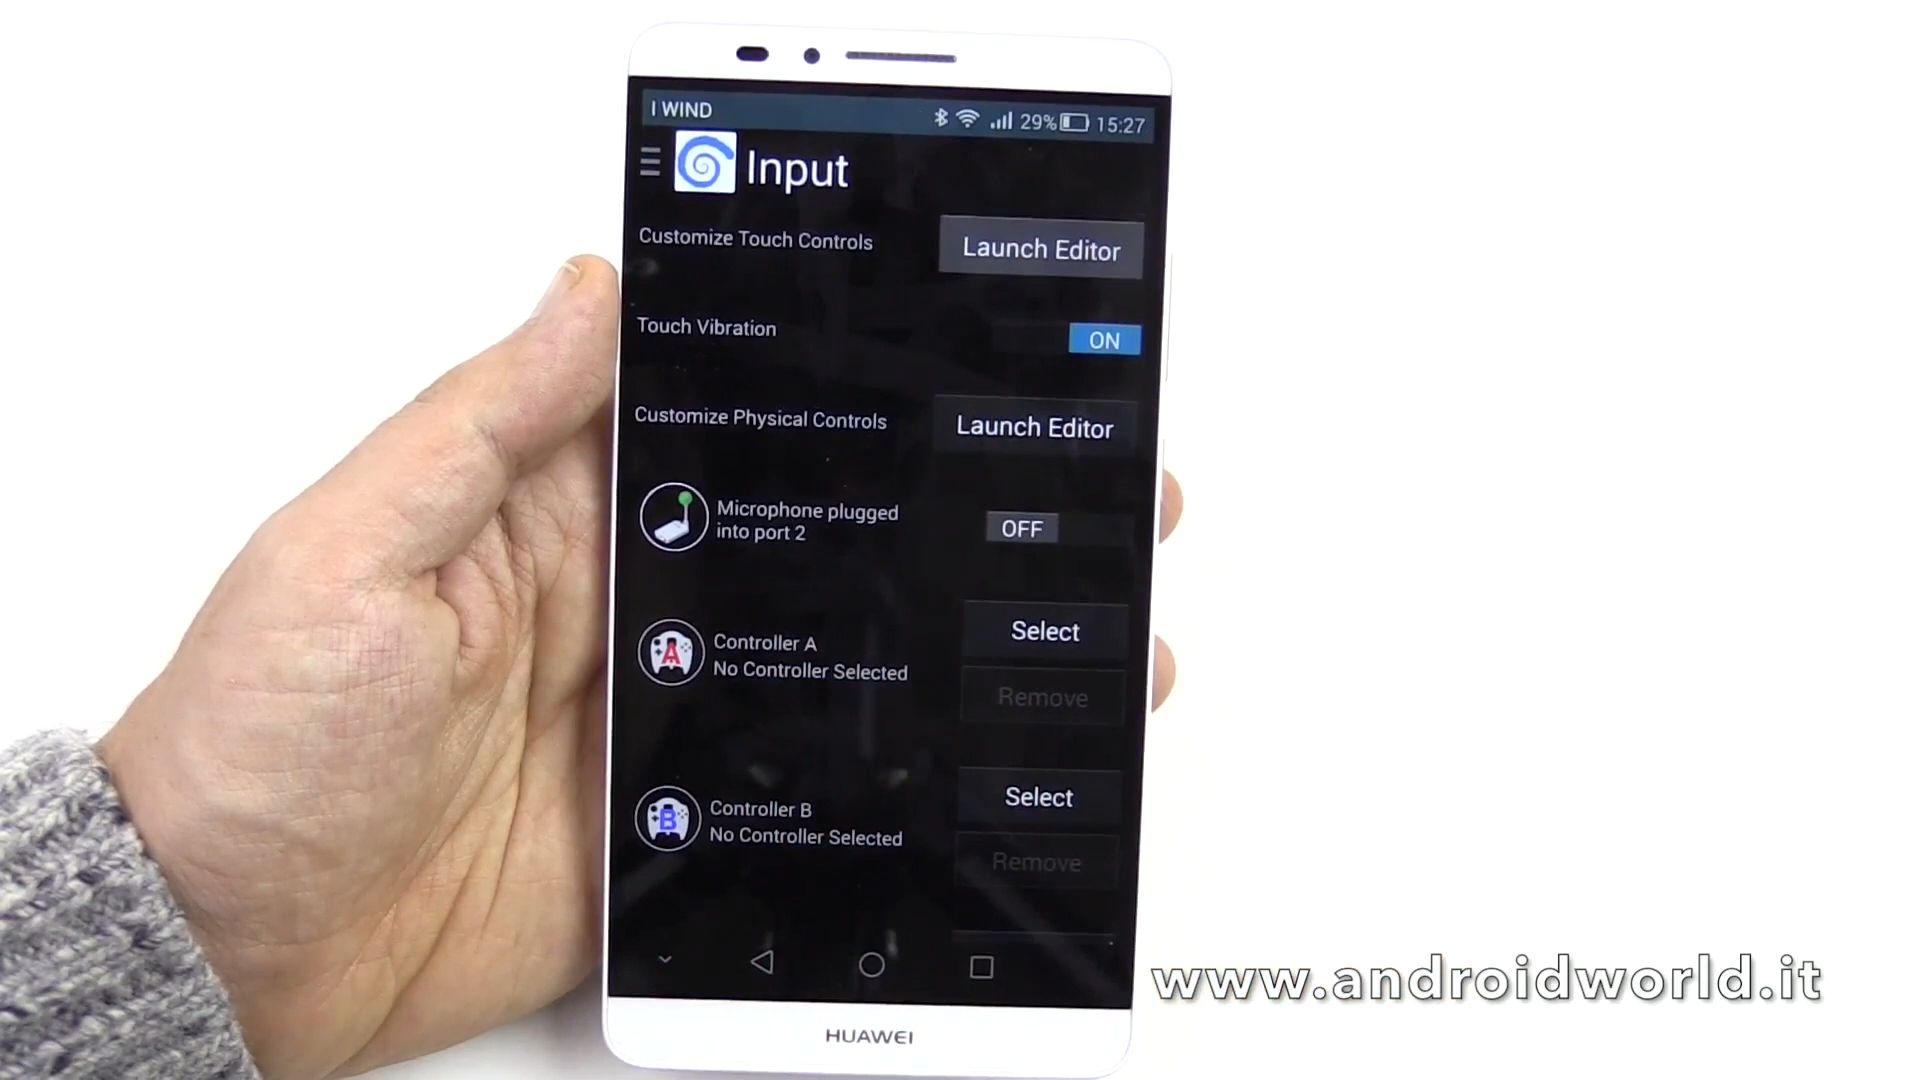 I WIND
29% 15:27
Input
Customize Touch Controls
Launch Editor
Touch Vibration
ON
Customize Physical Controls
Launch Editor
Microphone plugged
into port 2
OFF
A
Controller A
No Controller Selected
Select
Remove
B
Controller B
No Controller Selected
Select
Remove
HUAWEI
www.androidworld.it